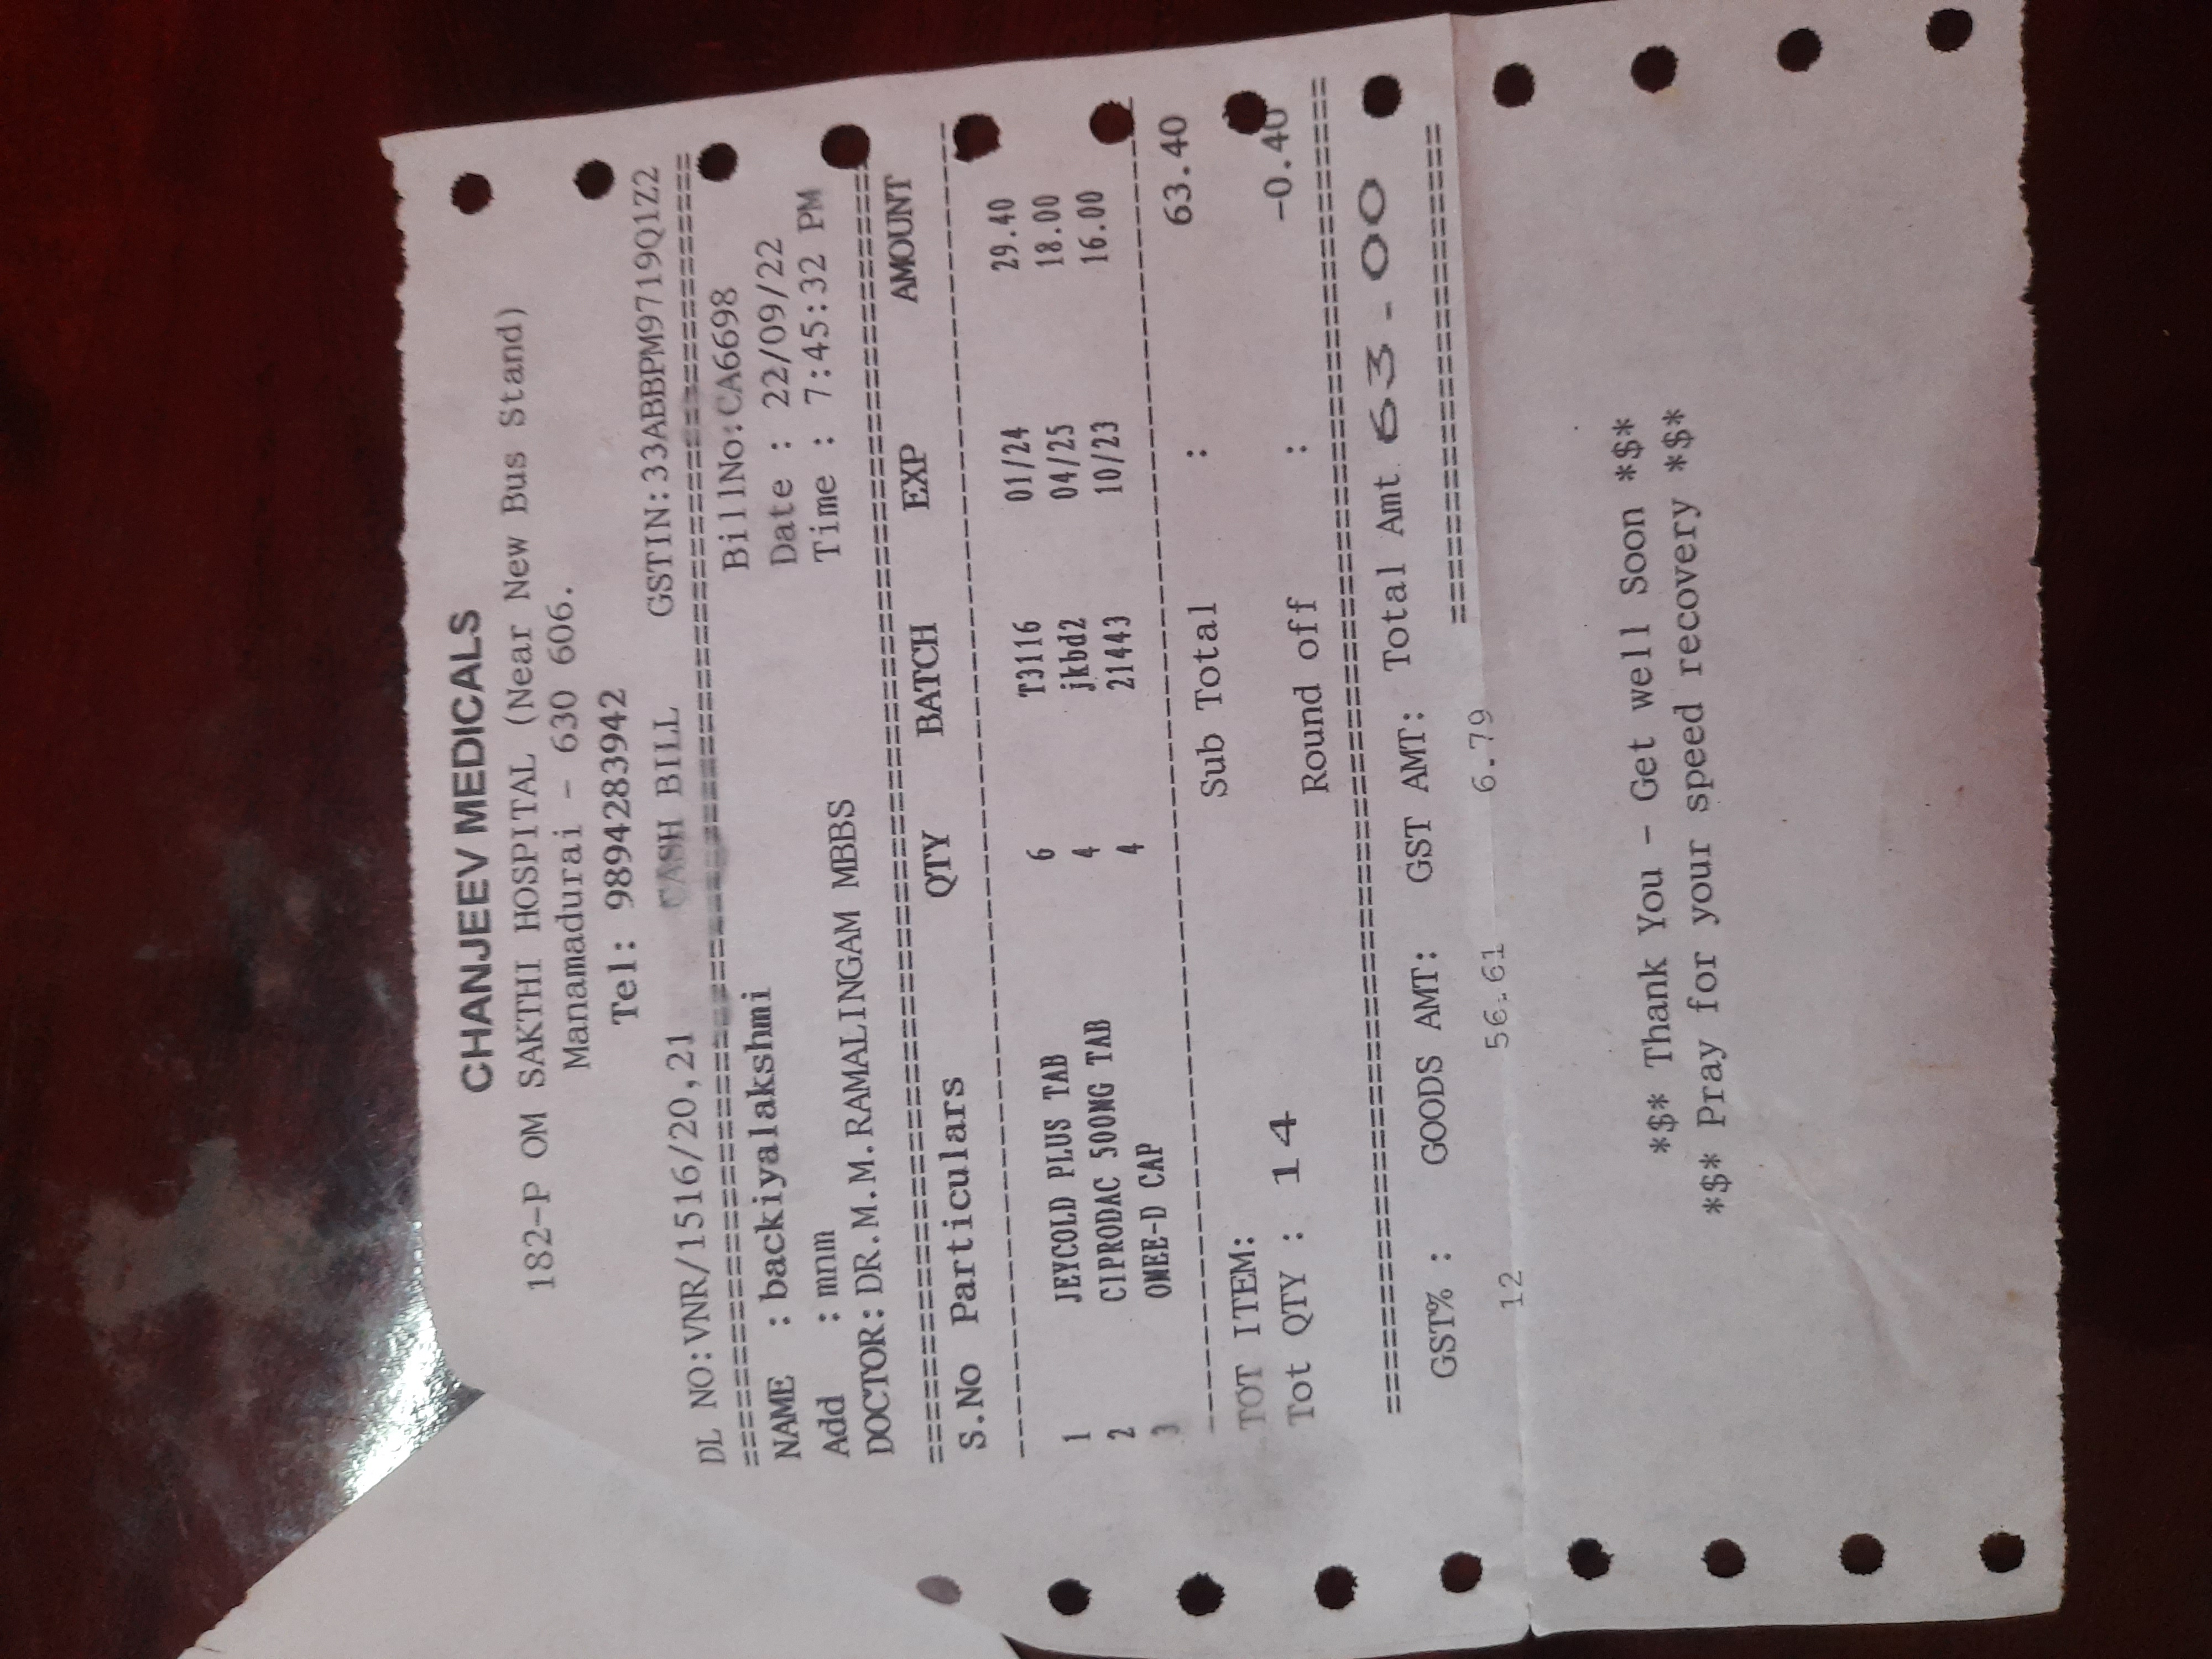 CHANJEEV MEDICALS
182-P OM SAKTHI HOSPITAL (Near New Bus Stand)
Manamadurai - 630 606.
Tel: 9894283942
DL NO:VNR/1516/20,21 CASH BILL GSTIN:33ABBPM9719Q1Z2
NAME : backiyalakshmi BillNo:CA6698
Add : mnm Date : 22/09/22
DOCTOR: DR.M.M.RAMALINGAM MBBS Time : 7:45:32 PM
S.No Particulars QTY BATCH EXP AMOUNT
1 JEYCOLD PLUS TAB 6 T3116 01/24 29.40
2 CIPRODAC 500MG TAB 4 jkbd2 04/25 18.00
3 OMEE-D CAP 4 21443 10/23 16.00
TOT ITEM: Sub Total : 63.40
Tot QTY : 14 Round off : -0.40
GST% : GOODS AMT: GST AMT: Total Amt 63.00
12 56.61 6.79
*$* Thank You - Get well Soon *$*
*$* Pray for your speed recovery *$*